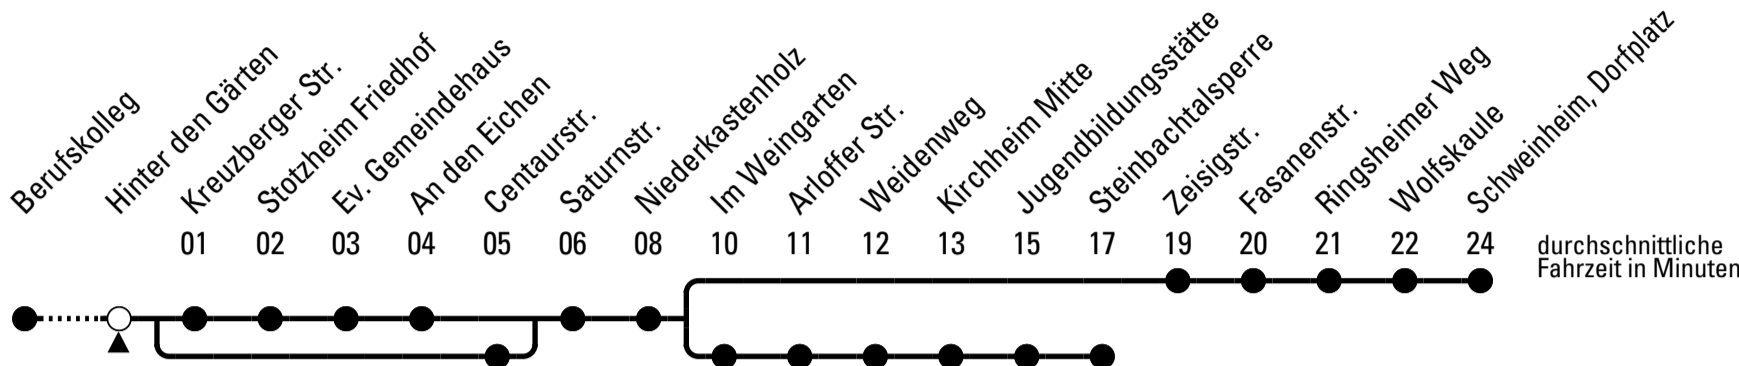 Berufskolleg
Hinter den Gärten
Kreuzberger Str.
Stotzheim Friedhof
Ev. Gemeindehaus
An den Eichen
Centaurstr.
Saturnstr.
Niederkastenholz
Im Weingarten
Arloffer Str.
Weidenweg
Kirchheim Mitte
Jugendbildungsstätte
Steinbachtalsperre
Zeisigstr.
Fasanenstr.
Ringsheimer Weg
Wolfskaule
Schweinheim, Dorfplatz
01 02 03 04 05 06 08 10 11 12 13 15 17 19 20 21 22 24
durchschnittliche
Fahrzeit in Minuten